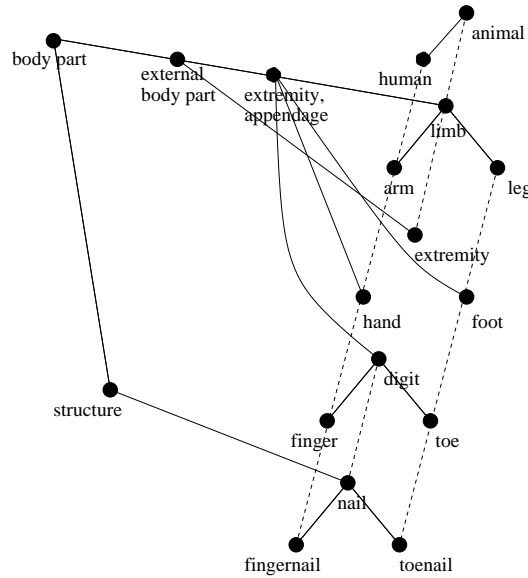 animal
body part
external
body part
extremity,
appendage
human
limb
arm
leg
extremity
hand
foot
digit
structure
finger
toe
nail
fingernail
toenail